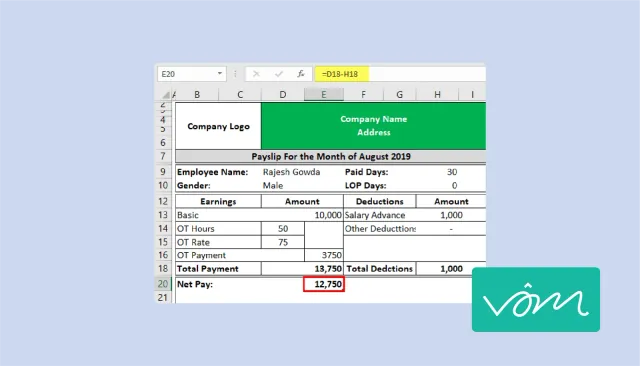 E20 fx =D18-H18
A B C D E F G H I
2
3
4 Company Name
5 Company Logo Address
6
7 Payslip For the Month of August 2019
9 Employee Name: Rajesh Gowda Paid Days: 30
10 Gender: Male LOP Days: 0
12 Earnings Amount Deductions Amount
13 Basic 10,000 Salary Advance 1,000
14 OT Hours 50 Other Deducttions -
15 OT Rate 75
16 OT Payment 3750
18 Total Payment 13,750 Total Dedctions 1,000
20 Net Pay: 12,750
21
vôm